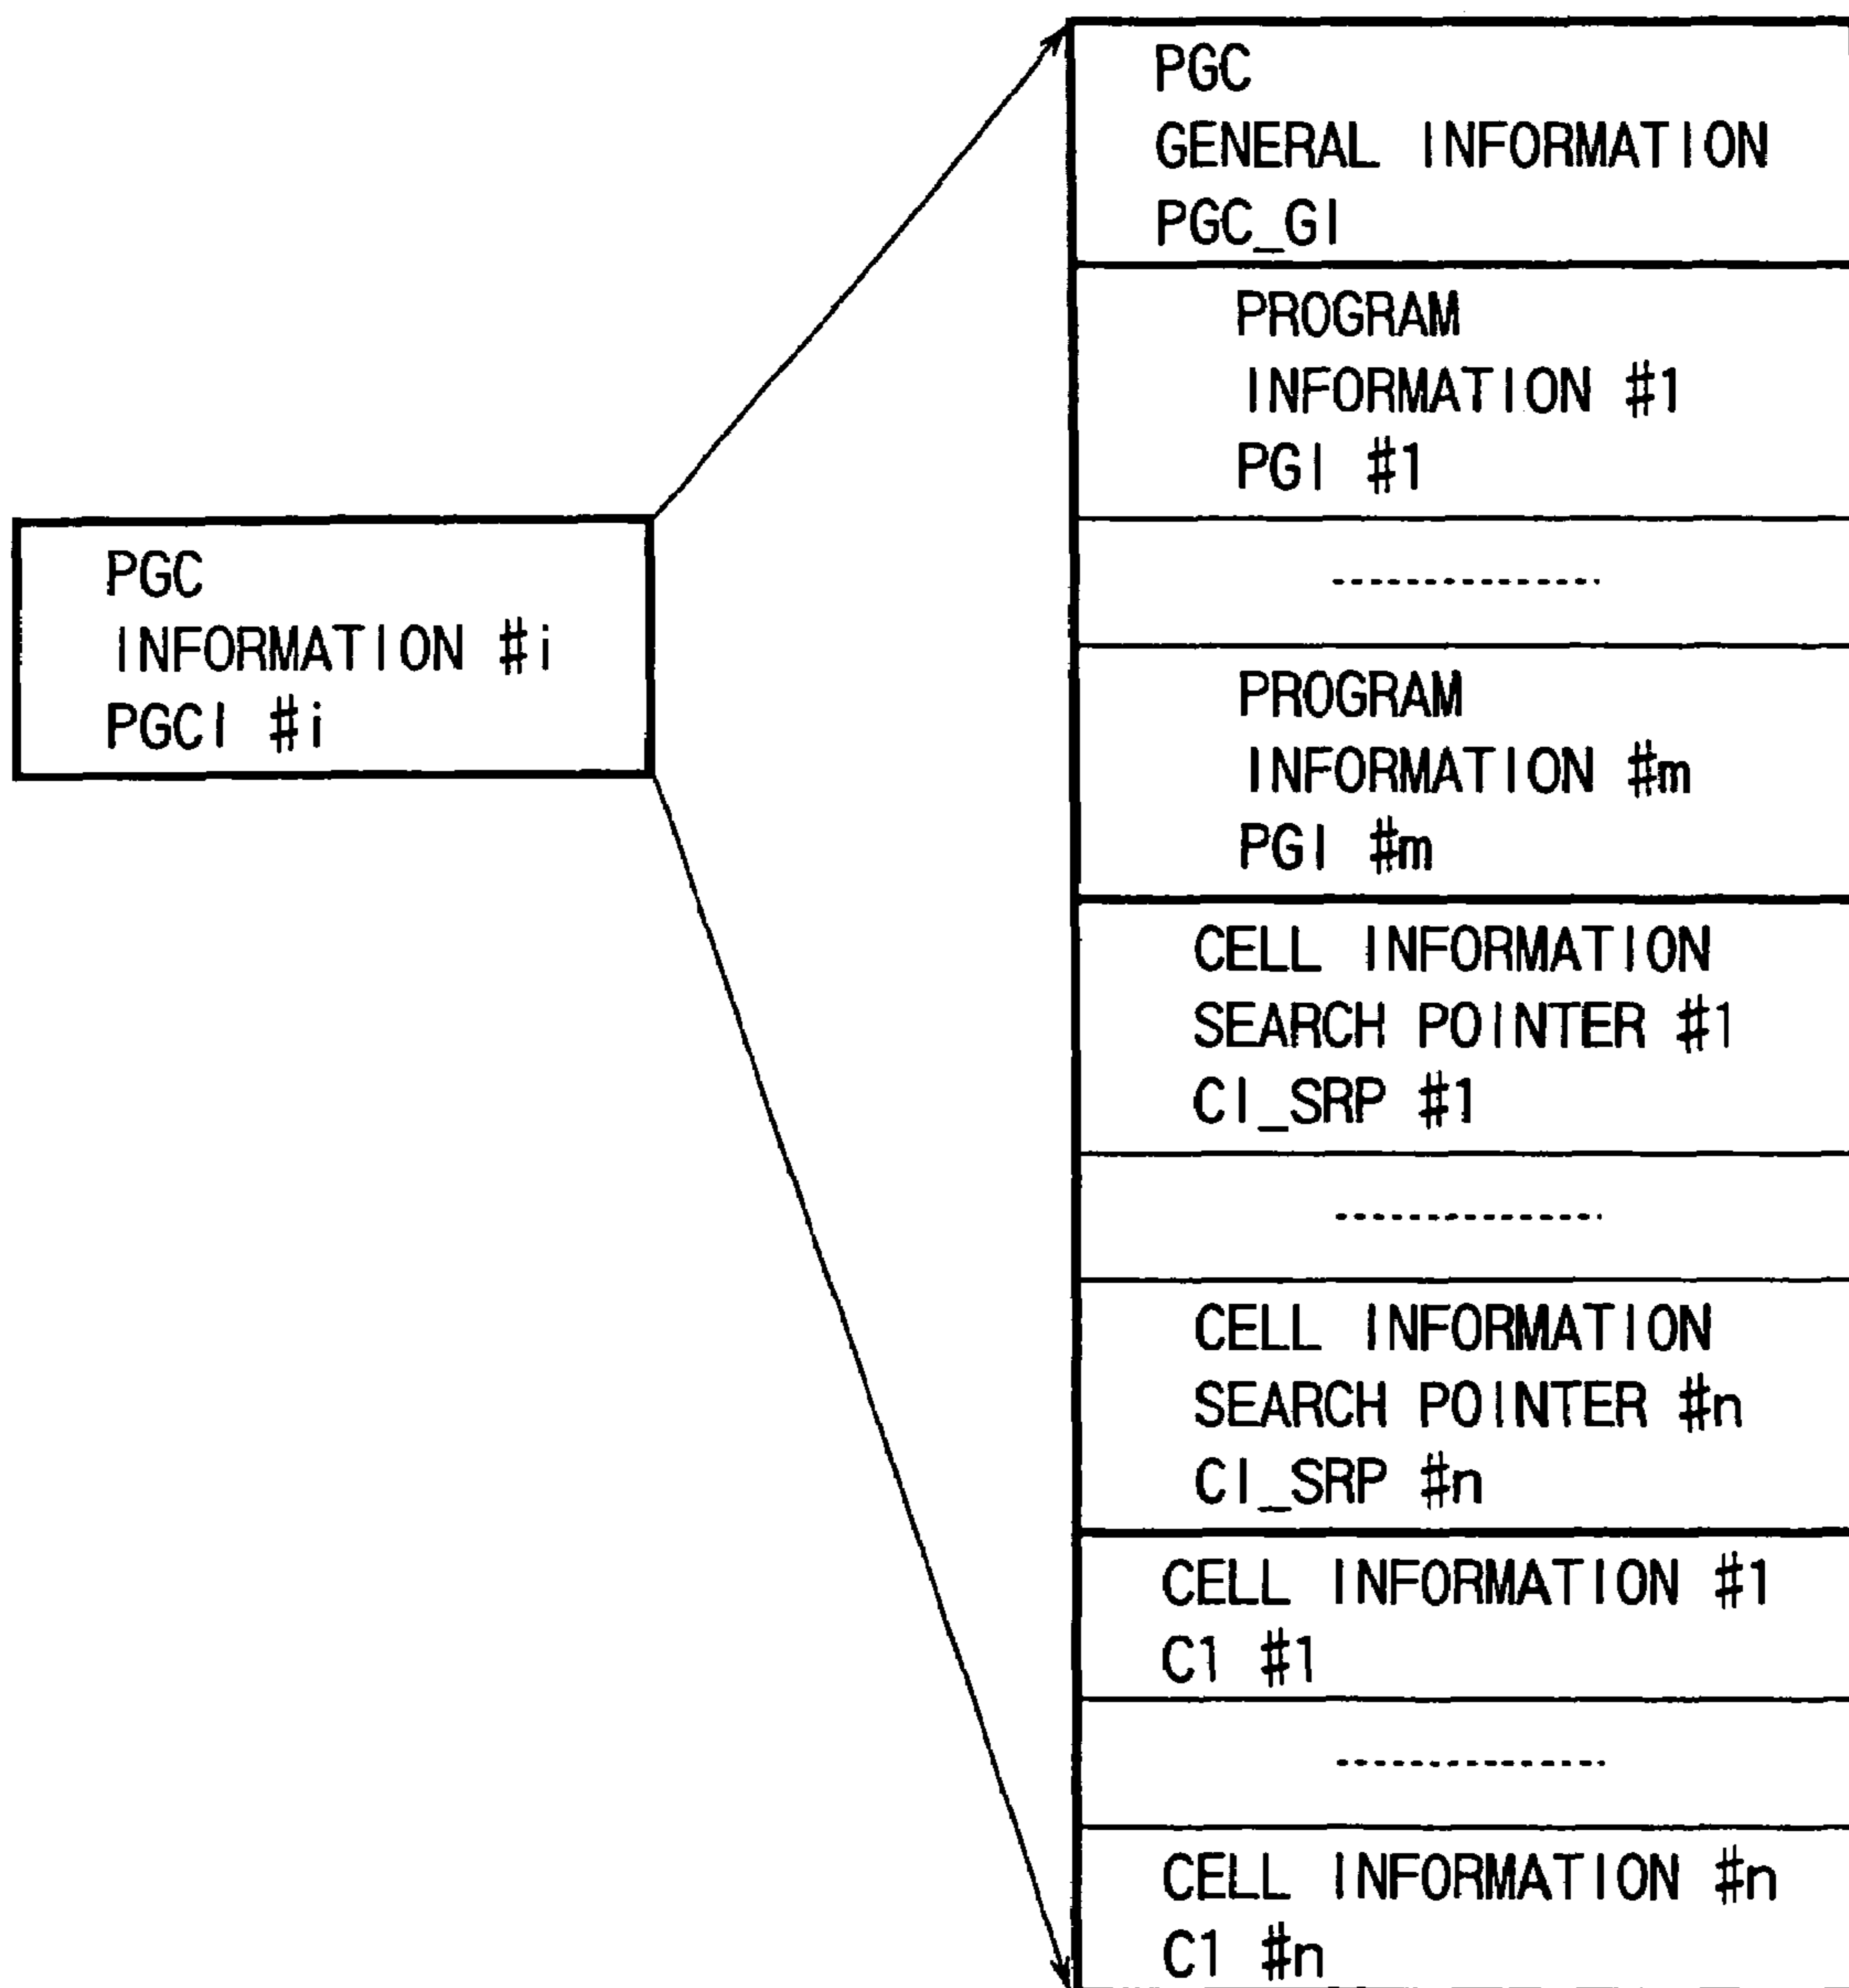 PGC
INFORMATION #i
PGCI #i
PGC
GENERAL INFORMATION
PGC_GI
PROGRAM
INFORMATION #1
PGI #1
PROGRAM
INFORMATION #m
PGI #m
CELL INFORMATION
SEARCH POINTER #1
CI_SRP #1
CELL INFORMATION
SEARCH POINTER #n
CI_SRP #n
CELL INFORMATION #1
C1 #1
CELL INFORMATION #n
C1 #n